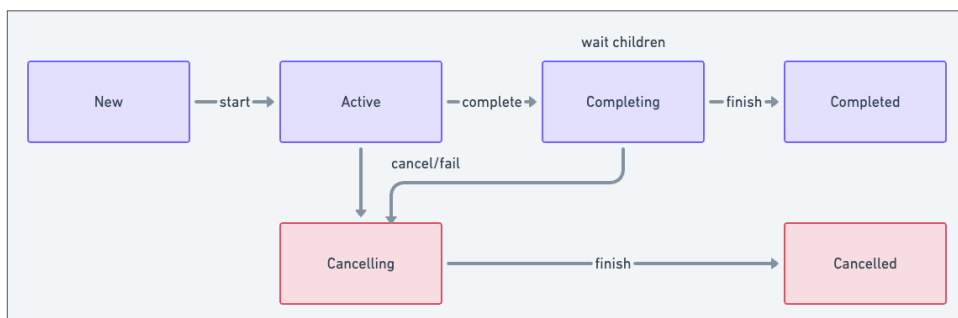 wait children
New
start
Active
complete
Completing
finish
Completed
cancel/fail
Cancelling
finish
Cancelled